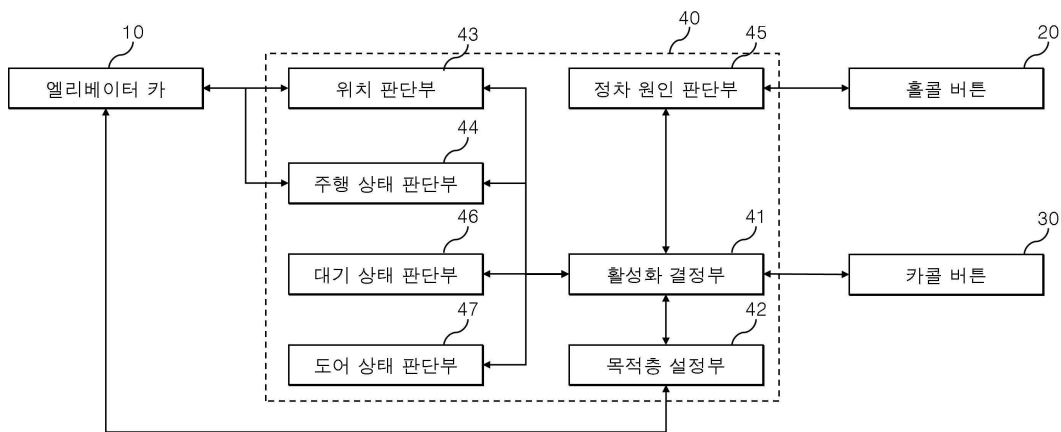 10
43
40
45
20
엘리베이터 카
위치 판단부
정차 원인 판단부
홀콜 버튼
44
주행 상태 판단부
46
41
30
대기 상태 판단부
활성화 결정부
카콜 버튼
47
42
도어 상태 판단부
목적층 설정부